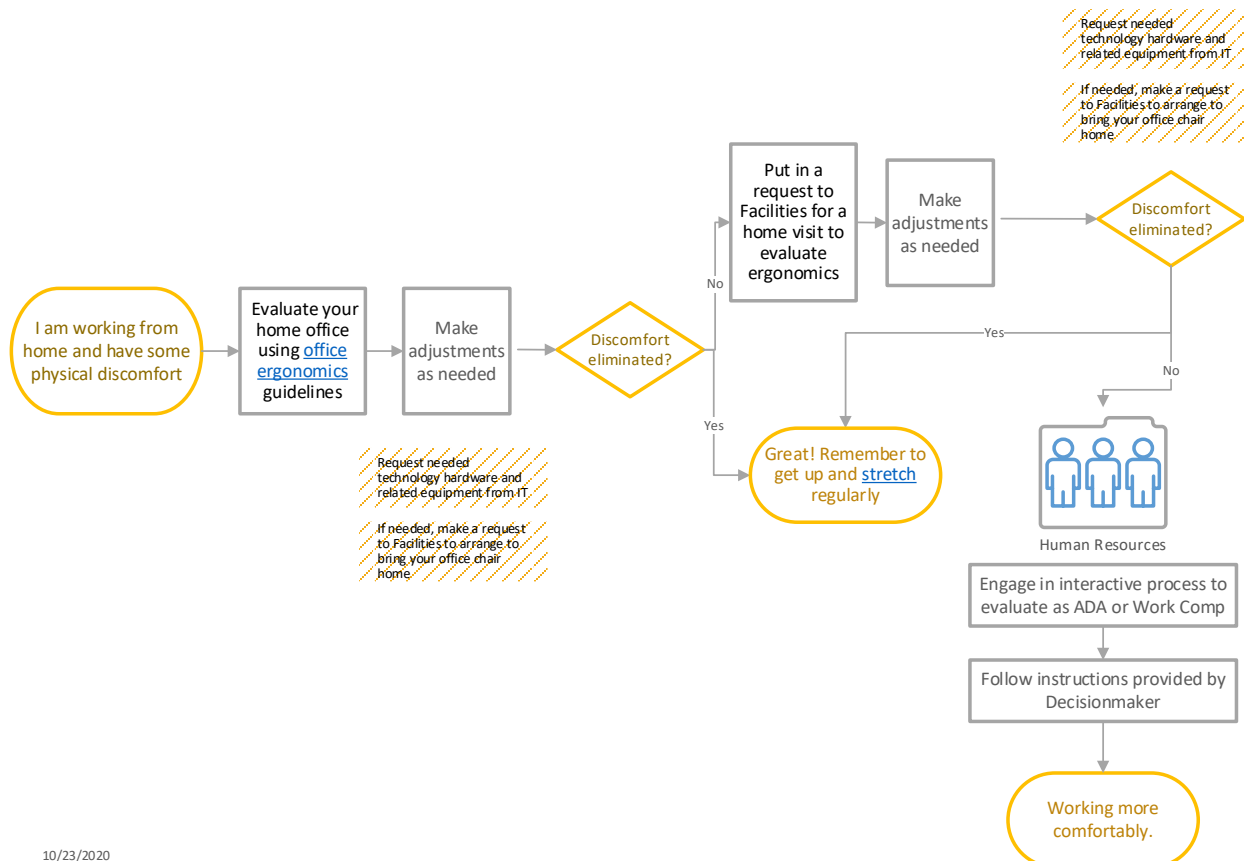 I am working from
home and have some
physical discomfort
Evaluate your
home office
using office
ergonomics
guidelines
Make
adjustments
as needed
Request needed
technology hardware and
related equipment from IT
If needed, make a request
to Facilities to arrange to
bring your office chair
home
Discomfort
eliminated?
No
Yes
Put in a
request to
Facilities for a
home visit to
evaluate
ergonomics
Make
adjustments
as needed
Request needed
technology hardware and
related equipment from IT
If needed, make a request
to Facilities to arrange to
bring your office chair
home
Discomfort
eliminated?
Yes
No
Great! Remember to
get up and stretch
regularly
Human Resources
Engage in interactive process to
evaluate as ADA or Work Comp
Follow instructions provided by
Decisionmaker
Working more
comfortably.
10/23/2020